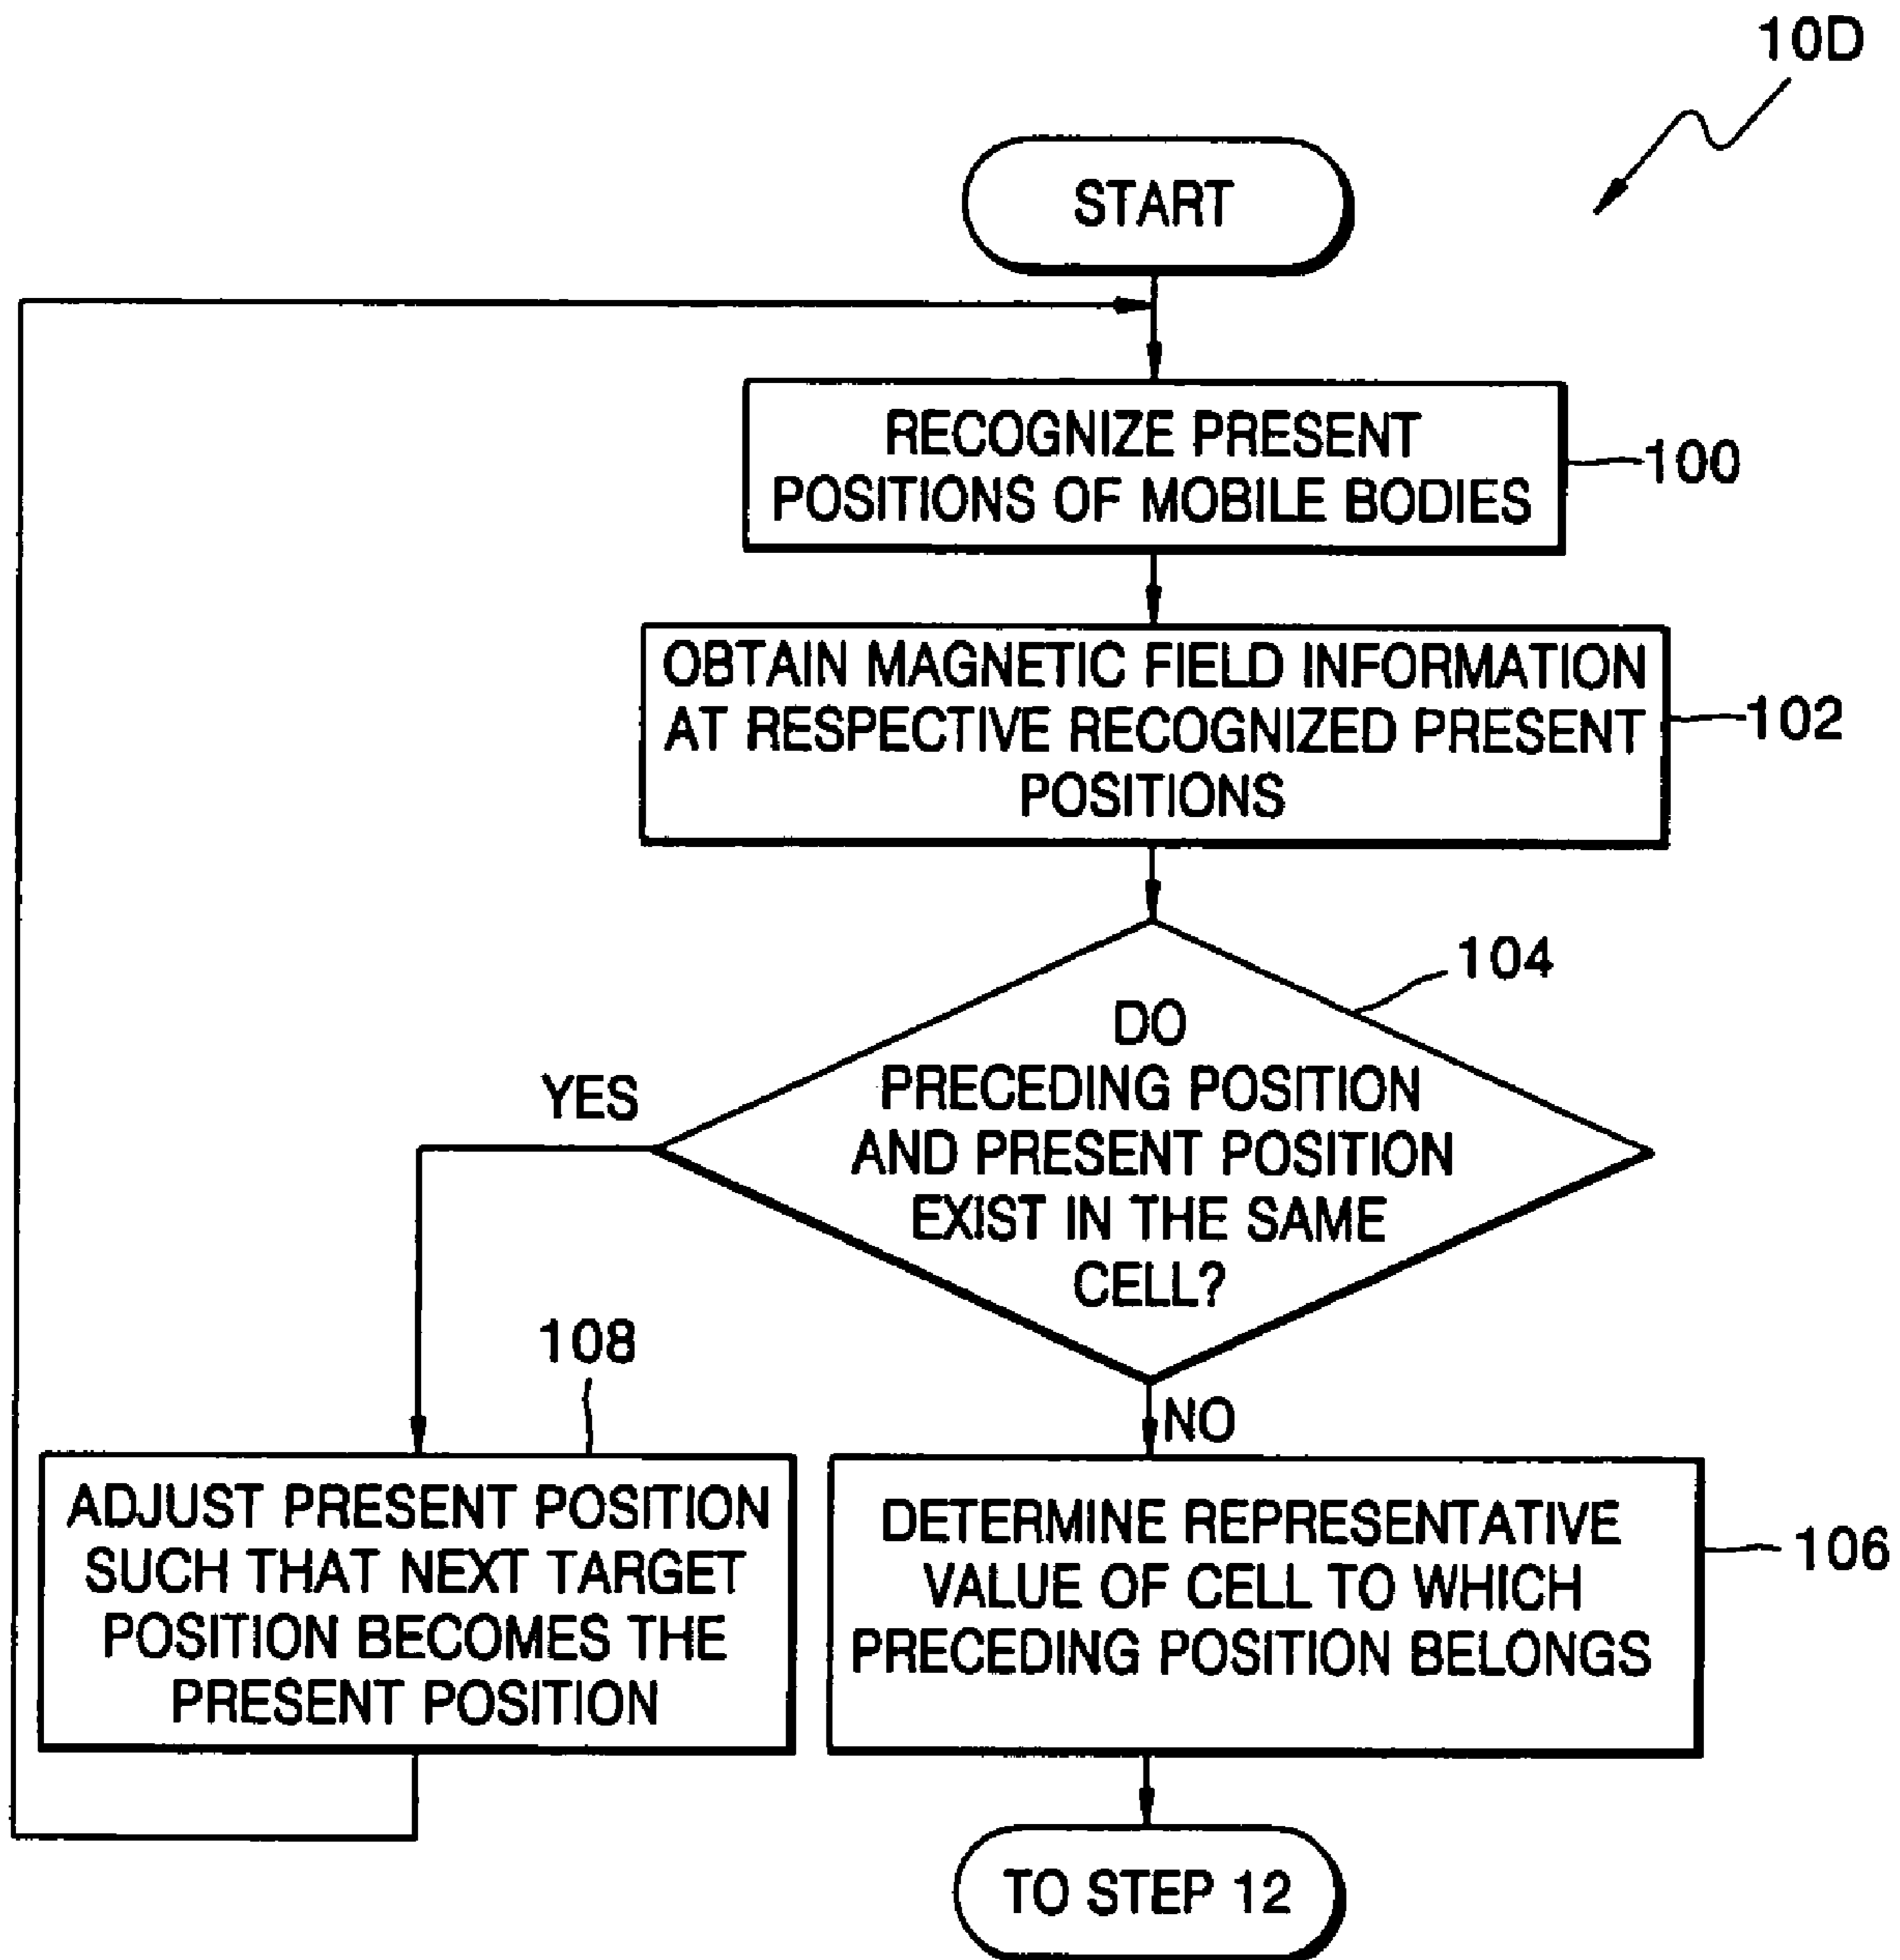 10D
START
RECOGNIZE PRESENT
POSITIONS OF MOBILE BODIES
100
OBTAIN MAGNETIC FIELD INFORMATION
AT RESPECTIVE RECOGNIZED PRESENT
POSITIONS
102
104
DO
PRECEDING POSITION
AND PRESENT POSITION
EXIST IN THE SAME
CELL?
YES
NO
108
ADJUST PRESENT POSITION
SUCH THAT NEXT TARGET
POSITION BECOMES THE
PRESENT POSITION
DETERMINE REPRESENTATIVE
VALUE OF CELL TO WHICH
PRECEDING POSITION BELONGS
106
TO STEP 12